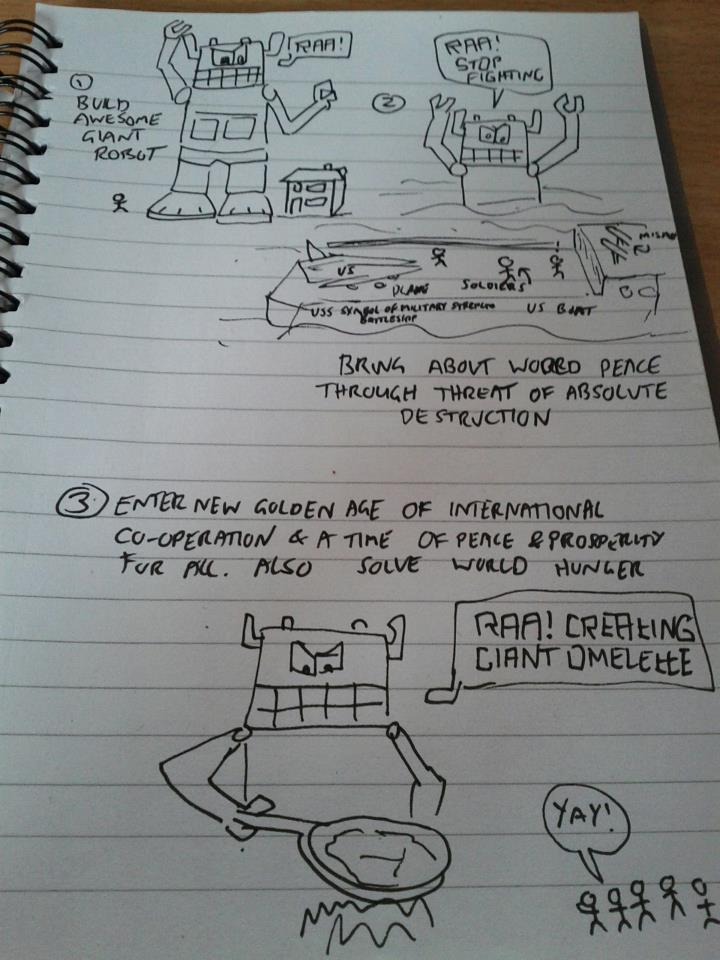 1
BUILD
AWESOME
GIANT
ROBOT
RAA!
2
RAA!
STOP
FIGHTING
US
PLANE
SOLDIERS
USS SYMBOL OF MILITARY STRENGTH
BATTLESHIP
US BOAT
BRING ABOUT WORLD PEACE
THROUGH THREAT OF ABSOLUTE
DESTRUCTION
3. ENTER NEW GOLDEN AGE OF INTERNATIONAL
CO-OPERATION & A TIME OF PEACE & PROSPERITY
FOR ALL. ALSO SOLVE WORLD HUNGER
RAA! CREATING
GIANT OMELETTE
YAY!